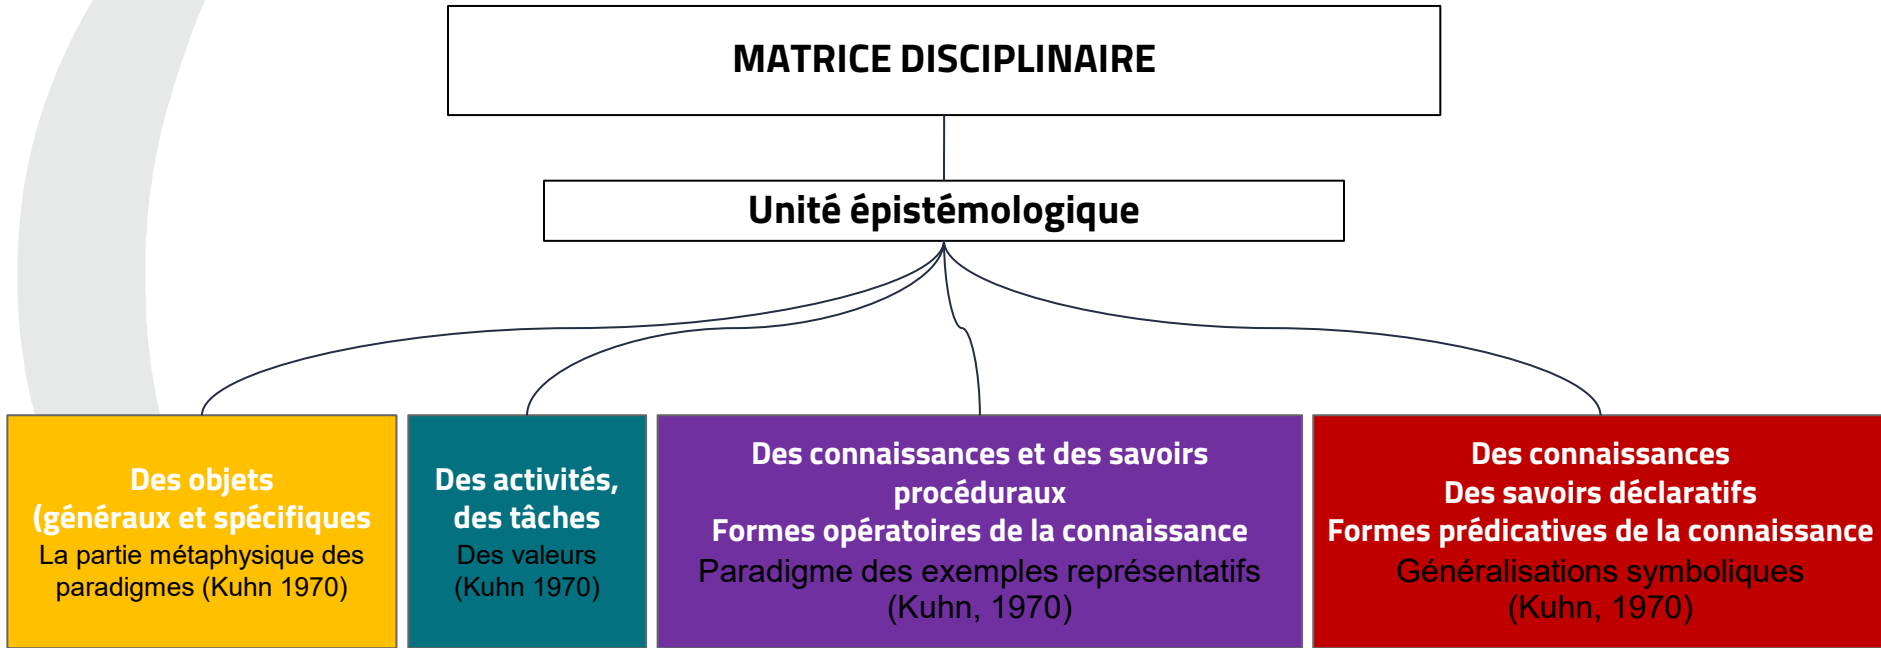 MATRICE DISCIPLINAIRE
Unité épistémologique
Des objets
(généraux et spécifiques
La partie métaphysique des
paradigmes (Kuhn 1970)
Des activités,
des tâches
Des valeurs
(Kuhn 1970)
Des connaissances et des savoirs
procéduraux
Formes opératoires de la connaissance
Paradigme des exemples représentatifs
(Kuhn, 1970)
Des connaissances
Des savoirs déclaratifs
Formes prédicatives de la connaissance
Généralisations symboliques
(Kuhn, 1970)